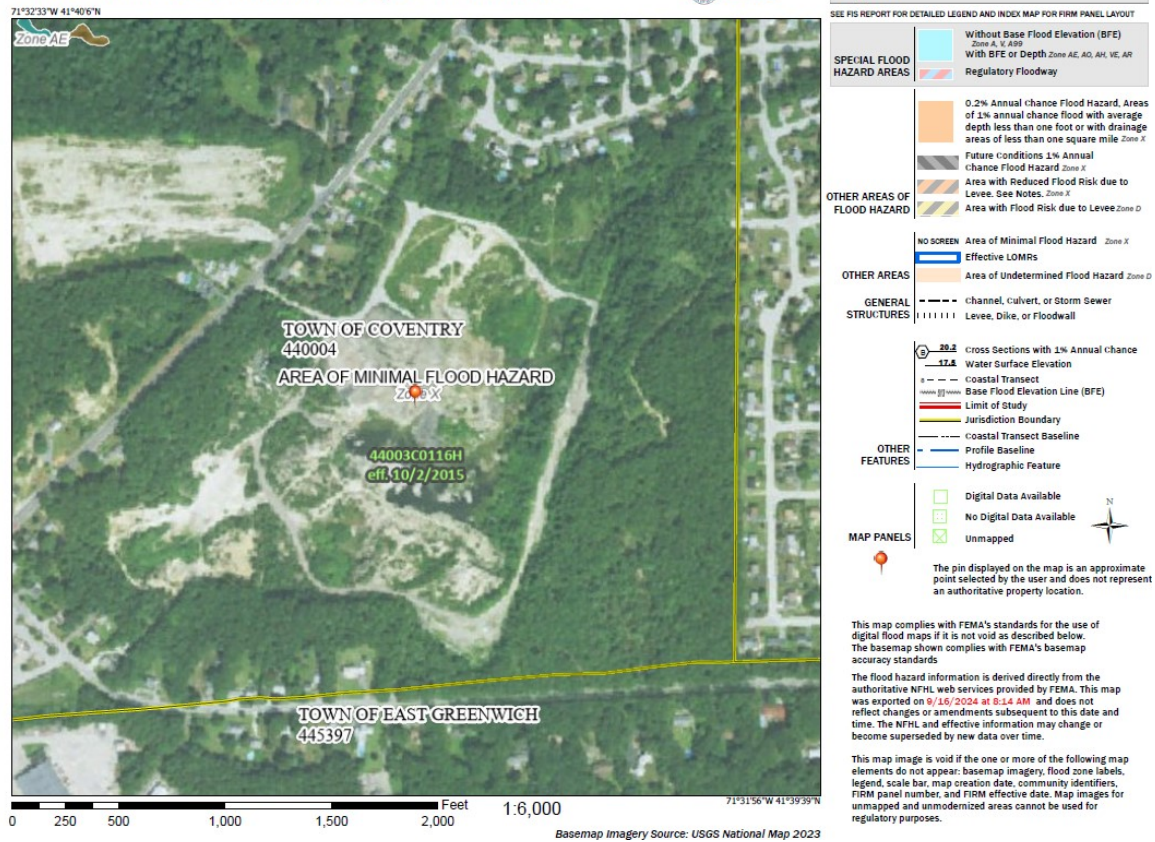 71°32'33"W 41°40'6"N
Zone AE
TOWN OF COVENTRY
440004
AREA OF MINIMAL FLOOD HAZARD
Zone X
44003C0116H
eff. 10/2/2015
TOWN OF EAST GREENWICH
445397
71°31'56"W 41°39'39"N
Feet
1:6,000
0
250
500
1,000
1,500
2,000
Basemap Imagery Source: USGS National Map 2023
SEE FIS REPORT FOR DETAILED LEGEND AND INDEX MAP FOR FIRM PANEL LAYOUT
SPECIAL FLOOD
HAZARD AREAS
Without Base Flood Elevation (BFE)
Zone A, V, A99
With BFE or Depth Zone AE, AO, AH, VE, AR
Regulatory Floodway
OTHER AREAS OF
FLOOD HAZARD
0.2% Annual Chance Flood Hazard, Areas
of 1% annual chance flood with average
depth less than one foot or with drainage
areas of less than one square mile Zone X
Future Conditions 1% Annual
Chance Flood Hazard Zone X
Area with Reduced Flood Risk due to
Levee. See Notes. Zone X
Area with Flood Risk due to Levee Zone D
OTHER AREAS
NO SCREEN Area of Minimal Flood Hazard Zone X
Effective LOMRs
Area of Undetermined Flood Hazard Zone D
GENERAL
STRUCTURES
Channel, Culvert, or Storm Sewer
Levee, Dike, or Floodwall
OTHER
FEATURES
B 20.2 Cross Sections with 1% Annual Chance
17.5 Water Surface Elevation
8 Coastal Transect
Base Flood Elevation Line (BFE)
Limit of Study
Jurisdiction Boundary
Coastal Transect Baseline
Profile Baseline
Hydrographic Feature
MAP PANELS
Digital Data Available
No Digital Data Available
Unmapped
N
The pin displayed on the map is an approximate
point selected by the user and does not represent
an authoritative property location.
This map complies with FEMA's standards for the use of
digital flood maps if it is not void as described below.
The basemap shown complies with FEMA's basemap
accuracy standards
The flood hazard information is derived directly from the
authoritative NFHL web services provided by FEMA. This map
was exported on 9/16/2024 at 8:14 AM and does not
reflect changes or amendments subsequent to this date and
time. The NFHL and effective information may change or
become superseded by new data over time.
This map image is void if the one or more of the following map
elements do not appear: basemap imagery, flood zone labels,
legend, scale bar, map creation date, community identifiers,
FIRM panel number, and FIRM effective date. Map images for
unmapped and unmodernized areas cannot be used for
regulatory purposes.